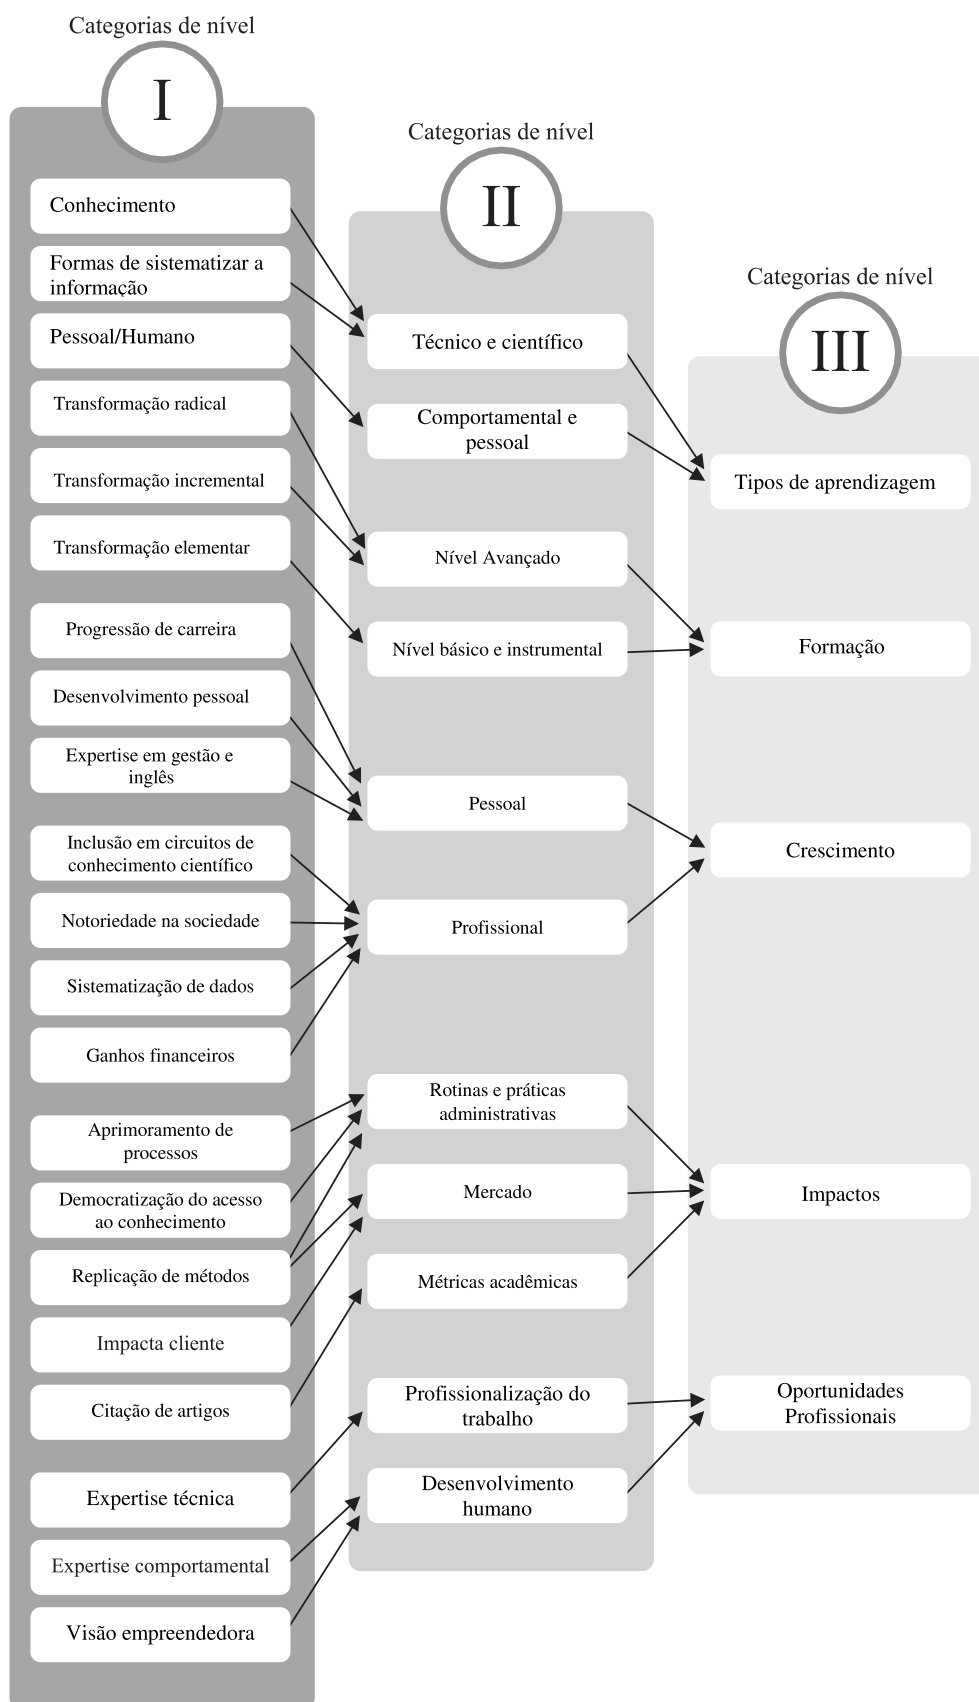 Categorias de nível
I
Conhecimento
Formas de sistematizar a
informação
Pessoal/Humano
Transformação radical
Transformação incremental
Transformação elementar
Progressão de carreira
Desenvolvimento pessoal
Expertise em gestão e
inglês
Inclusão em circuitos de
conhecimento científico
Notoriedade na sociedade
Sistematização de dados
Ganhos financeiros
Aprimoramento de
processos
Democratização do acesso
ao conhecimento
Replicação de métodos
Impacta cliente
Citação de artigos
Expertise técnica
Expertise comportamental
Visão empreendedora
Categorias de nível
II
Técnico e científico
Comportamental e
pessoal
Nível Avançado
Nível básico e instrumental
Pessoal
Profissional
Rotinas e práticas
administrativas
Mercado
Métricas acadêmicas
Profissionalização do
trabalho
Desenvolvimento
humano
Categorias de nível
III
Tipos de aprendizagem
Formação
Crescimento
Impactos
Oportunidades
Profissionais